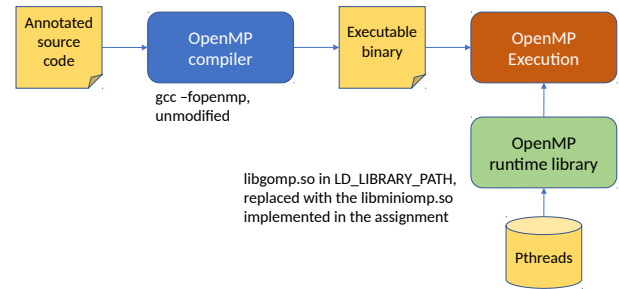 Annotated
source
code
OpenMP
compiler
Executable
binary
OpenMP
Execution
gcc –fopenmp,
unmodified
OpenMP
runtime library
libgomp.so in LD_LIBRARY_PATH,
replaced with the libminiomp.so
implemented in the assignment
Pthreads